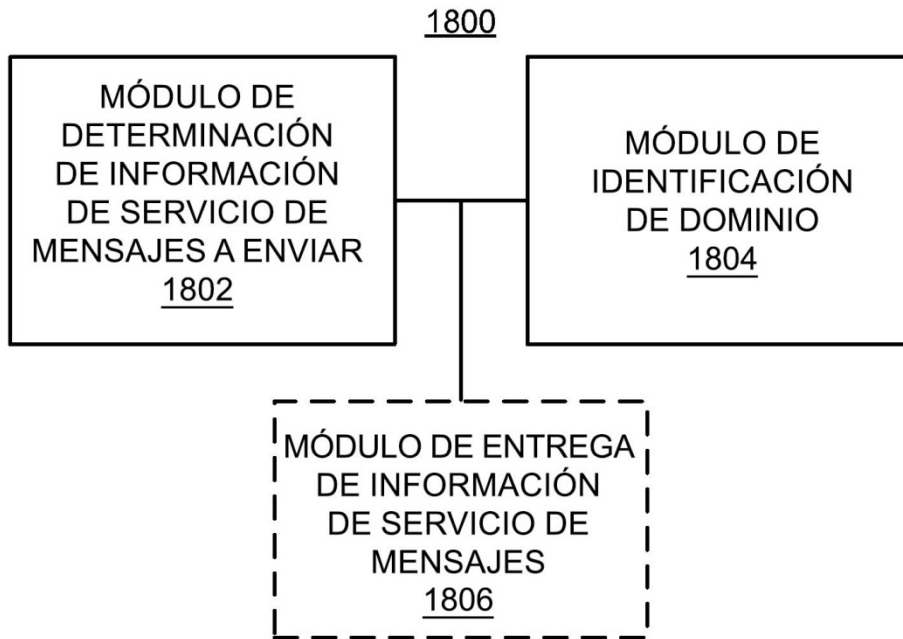 1800
MÓDULO DE
DETERMINACIÓN
DE INFORMACIÓN
DE SERVICIO DE
MENSAJES A ENVIAR
1802
MÓDULO DE
IDENTIFICACIÓN
DE DOMINIO
1804
MÓDULO DE ENTREGA
DE INFORMACIÓN
DE SERVICIO DE
MENSAJES
1806